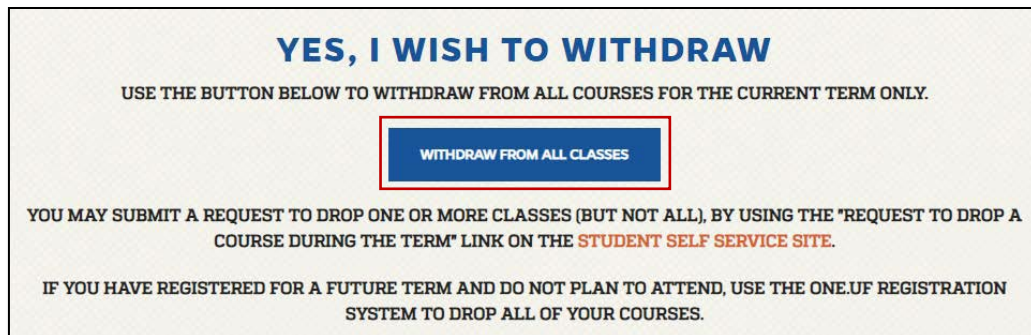 YES, I WISH TO WITHDRAW
USE THE BUTTON BELOW TO WITHDRAW FROM ALL COURSES FOR THE CURRENT TERM ONLY.
WITHDRAW FROM ALL CLASSES
YOU MAY SUBMIT A REQUEST TO DROP ONE OR MORE CLASSES (BUT NOT ALL), BY USING THE "REQUEST TO DROP A
COURSE DURING THE TERM" LINK ON THE STUDENT SELF SERVICE SITE.
IF YOU HAVE REGISTERED FOR A FUTURE TERM AND DO NOT PLAN TO ATTEND, USE THE ONE.UF REGISTRATION
SYSTEM TO DROP ALL OF YOUR COURSES.